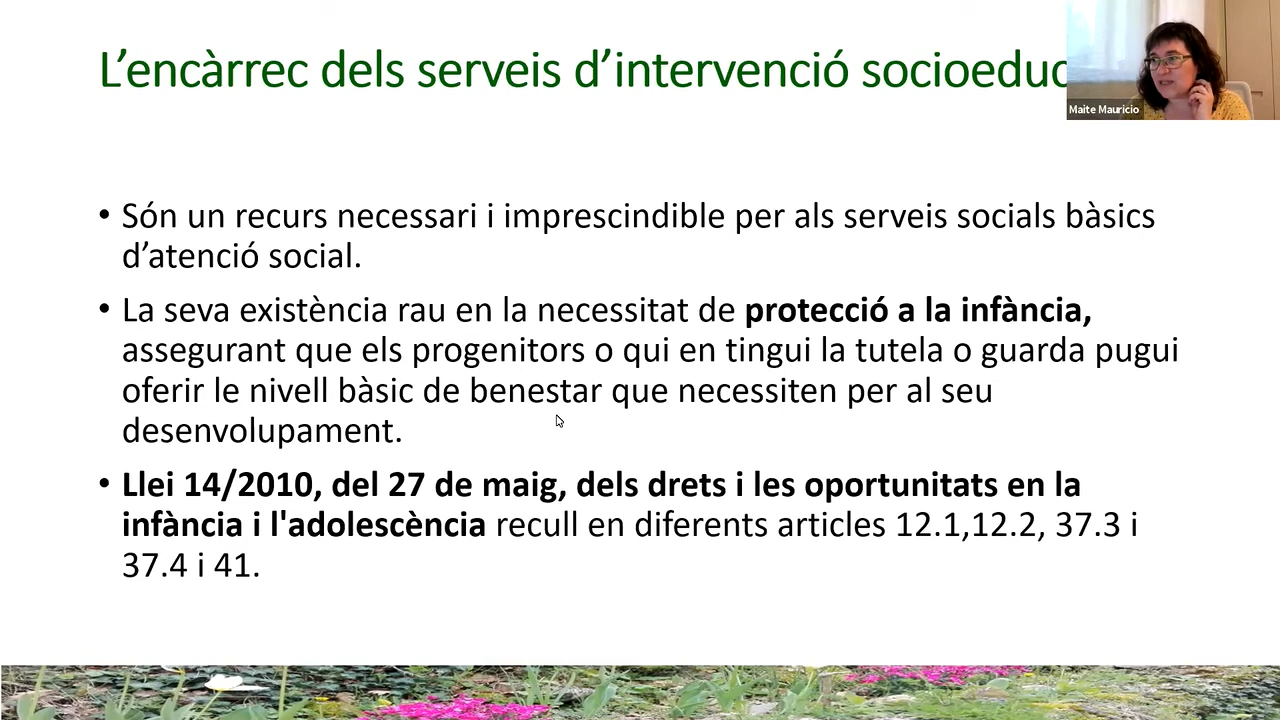 L’encàrrec dels serveis d’intervenció socioeduc
Maite Mauricio
• Són un recurs necessari i imprescindible per als serveis socials bàsics
d’atenció social.
• La seva existència rau en la necessitat de protecció a la infància,
assegurant que els progenitors o qui en tingui la tutela o guarda pugui
oferir le nivell bàsic de benestar que necessiten per al seu
desenvolupament.
• Llei 14/2010, del 27 de maig, dels drets i les oportunitats en la
infància i l'adolescència recull en diferents articles 12.1,12.2, 37.3 i
37.4 i 41.